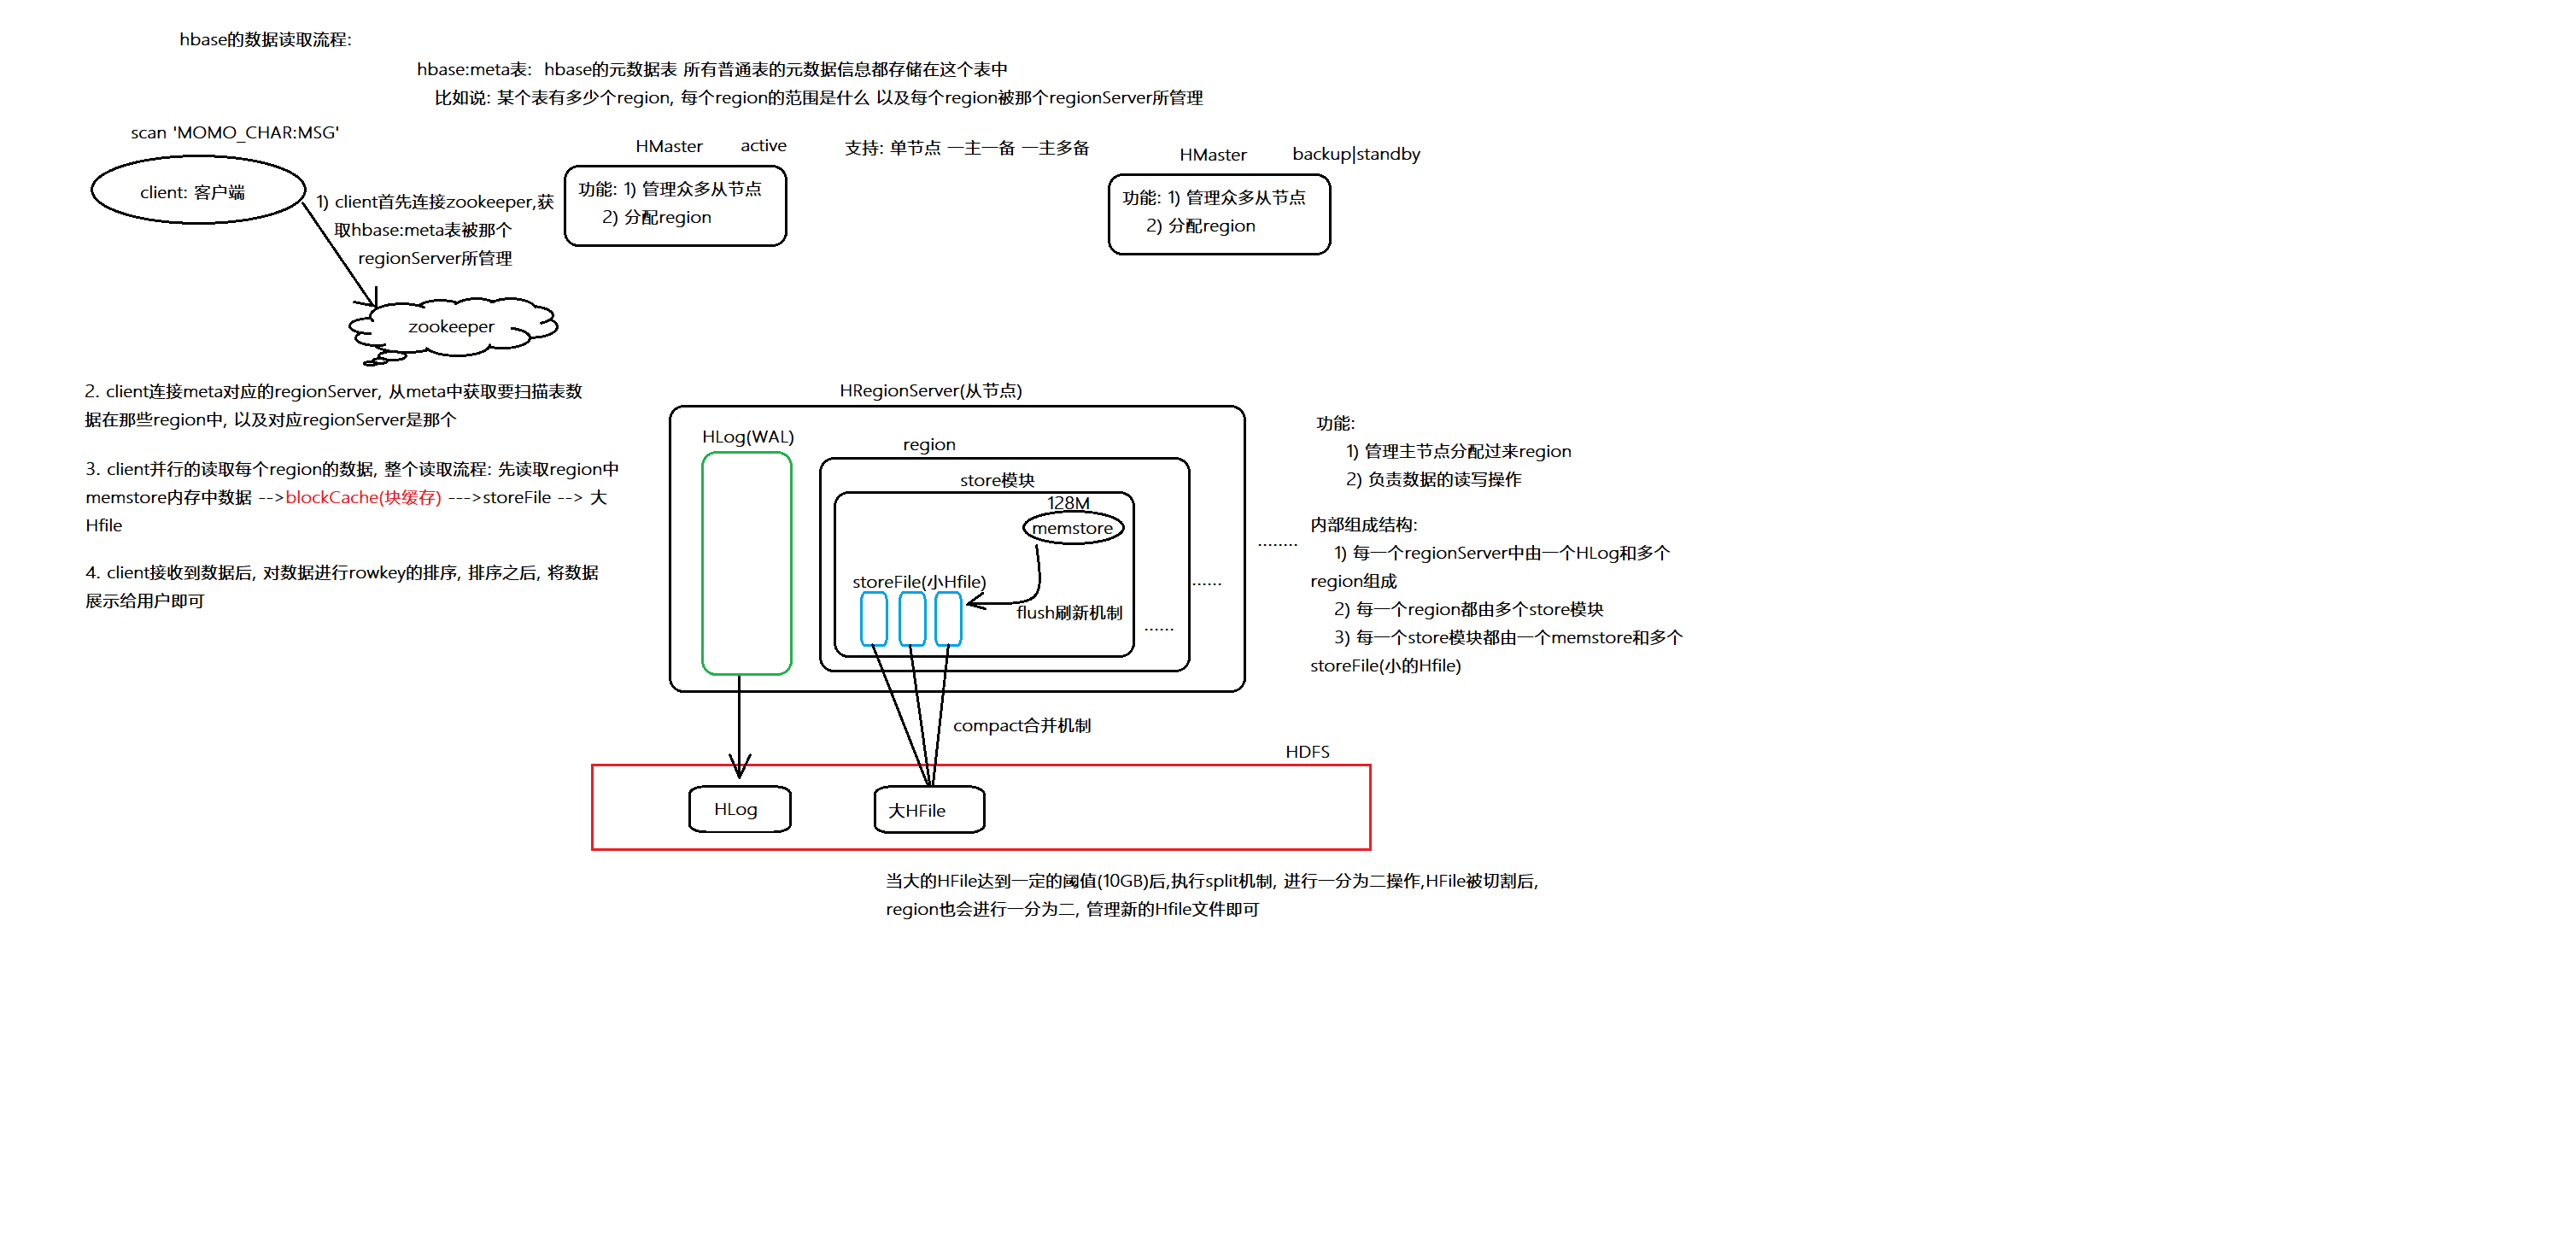 hbase的数据读取流程:
hbase:meta表:  hbase的元数据表 所有普通表的元数据信息都存储在这个表中
比如说: 某个表有多少个region, 每个region的范围是什么 以及每个region被那个regionServer所管理
scan 'MOMO_CHAR:MSG'
client: 客户端
1) client首先连接zookeeper,获
取hbase:meta表被那个
regionServer所管理
zookeeper
HMaster active
功能: 1) 管理众多从节点
2) 分配region
支持: 单节点 一主一备 一主多备
HMaster backup|standby
功能: 1) 管理众多从节点
2) 分配region
2. client连接meta对应的regionServer, 从meta中获取要扫描表数
据在那些region中, 以及对应regionServer是那个
3. client并行的读取每个region的数据, 整个读取流程: 先读取region中
memstore内存中数据 -->blockCache(块缓存) --->storeFile --> 大
Hfile
4. client接收到数据后, 对数据进行rowkey的排序, 排序之后, 将数据
展示给用户即可
HRegionServer(从节点)
HLog(WAL)
region
store模块
128M
memstore
storeFile(小Hfile)
flush刷新机制
......
......
........
功能:
1) 管理主节点分配过来region
2) 负责数据的读写操作
内部组成结构:
1) 每一个regionServer中由一个HLog和多个
region组成
2) 每一个region都由多个store模块
3) 每一个store模块都由一个memstore和多个
storeFile(小的Hfile)
compact合并机制
HDFS
HLog
大HFile
当大的HFile达到一定的阈值(10GB)后,执行split机制, 进行一分为二操作,HFile被切割后,
region也会进行一分为二, 管理新的Hfile文件即可